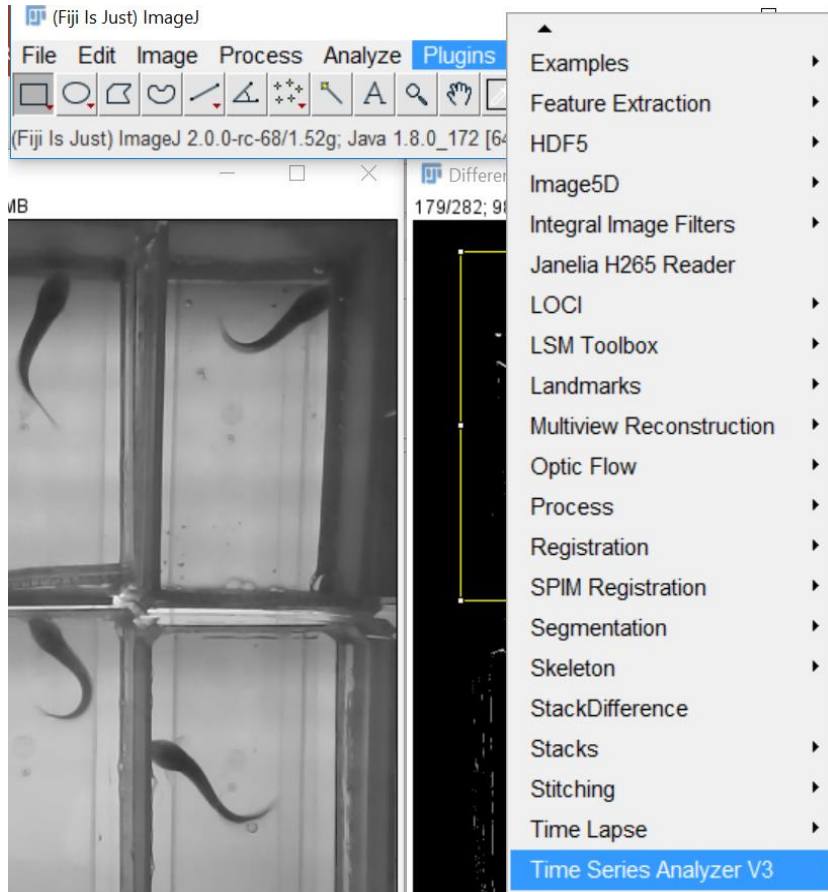 (Fiji Is Just) ImageJ
File Edit Image Process Analyze Plugins
(Fiji Is Just) ImageJ 2.0.0-rc-68/1.52g; Java 1.8.0_172 [64
MB
Differen
179/282; 98
Examples
Feature Extraction
HDF5
Image5D
Integral Image Filters
Janelia H265 Reader
LOCI
LSM Toolbox
Landmarks
Multiview Reconstruction
Optic Flow
Process
Registration
SPIM Registration
Segmentation
Skeleton
StackDifference
Stacks
Stitching
Time Lapse
Time Series Analyzer V3